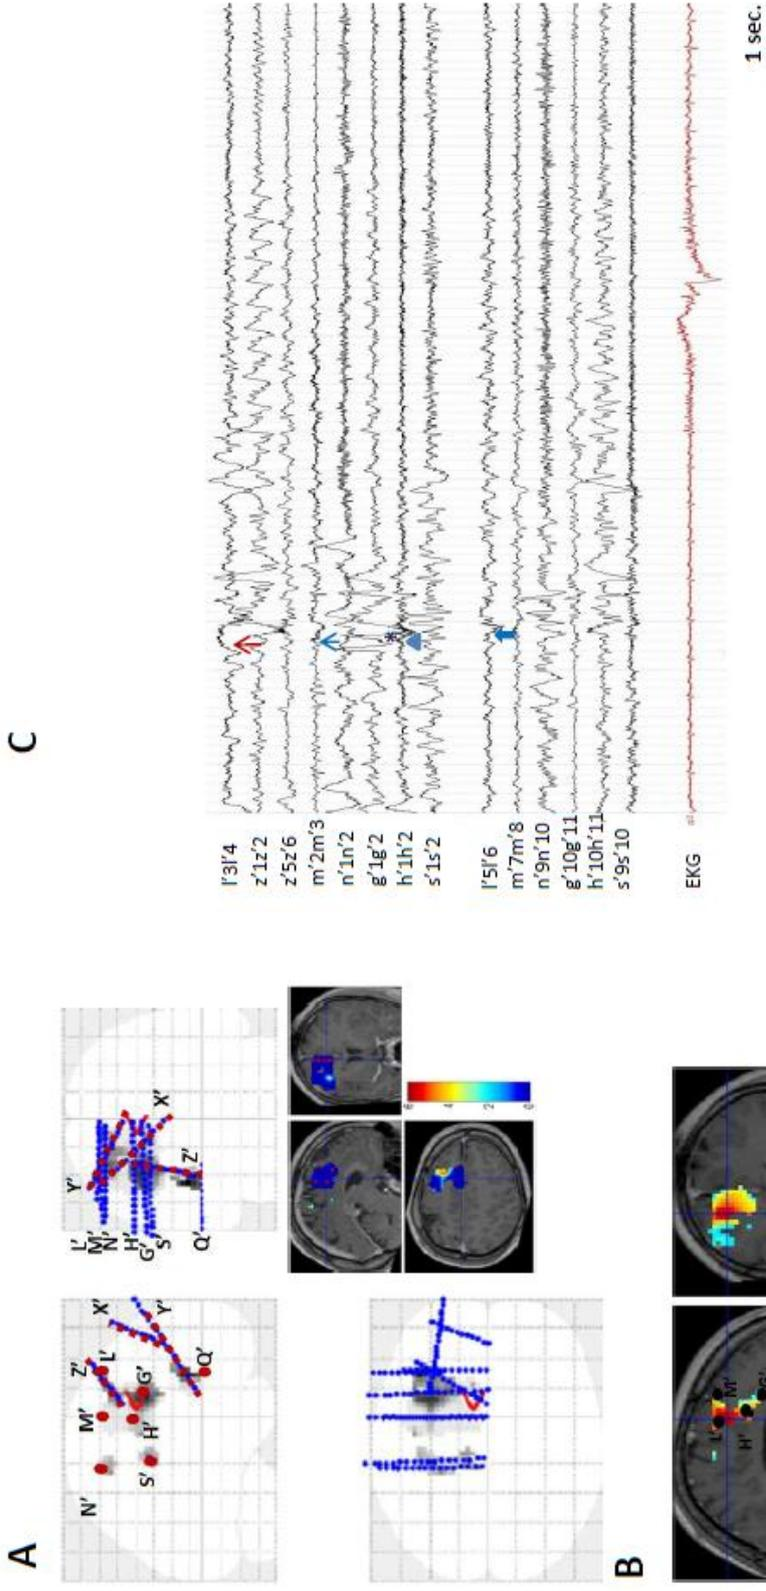 A
Z'
L'
X'
Y'
M'
G'
Q'
H'
N'
S'
Y'
X'
Z'
L'
M'
N'
H'
G'
S'
Q'
B
L'
M'
H'
C
l'3l'4
z'1z'2
z'5z'6
m'2m'3
n'1n'2
g'1g'2
h'1h'2
s'1s'2
l'5l'6
m'7m'8
n'9n'10
g'10g'11
h'10h'11
s'9s'10
EKG
*
1 sec.